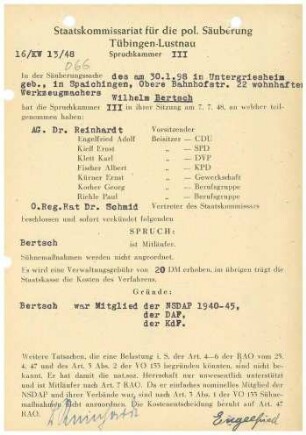 Staatskommissariat für die pol. Säuberung
Tübingen-Lustnau
16/KW 13/48 Spruchkammer III
066
In der Säuberungssache des am 30.1.98 in Untergriesheim
geb., in Spaichingen, Obere Bahnhofstr. 22 wohnhaften
Werkzeugmachers
Wilhelm Bertsch
hat die Spruchkammer III in ihrer Sitzung am 7.7.48, an welcher teil-
genommen haben:
AG. Dr. Reinhardt Vorsitzender
Engelfried Adolf Beisitzer — CDU
Kieß Ernst „ — SPD
Klett Karl „ — DVP
Fischer Albert „ — KPD
Kürner Ernst „ — Gewerkschaft
Kocher Georg „ — Berufsgruppe
Riehle Paul „ — Berufsgruppe
O.Reg.Rat Dr. Schmid Vertreter des Staatskommissars
beschlossen und sofort verkündet folgenden
SPRUCH:
Bertsch ist Mitläufer.
Sühnemaßnahmen werden nicht angeordnet.
Es wird eine Verwaltungsgebühr von 20 DM erhoben, im übrigen trägt die
Staatskasse die Kosten des Verfahrens.
Gründe:
Bertsch war Mitglied der NSDAP 1940-45,
der DAF,
der KdF.
Weitere Tatsachen, die eine Belastung i. S. der Art. 4—6 der RAO vom 25.
4. 47 und des Art. 3 Abs. 2 der VO 133 begründen könnten, sind nicht be-
kannt. Er hat damit die nat.soz. Herrschaft nur unwesentlich unterstützt
und ist Mitläufer nach Art. 7 RAO. Da er einfaches nominelles Mitglied der
NSDAP und ihrer Verbände war, sind nach Art. 3 Abs. 1 der VO 133 Sühne-
maßnahmen nicht anzuordnen. Die Kostenentscheidung beruht auf Art. 47
RAO.
Reinhardt Engelfried